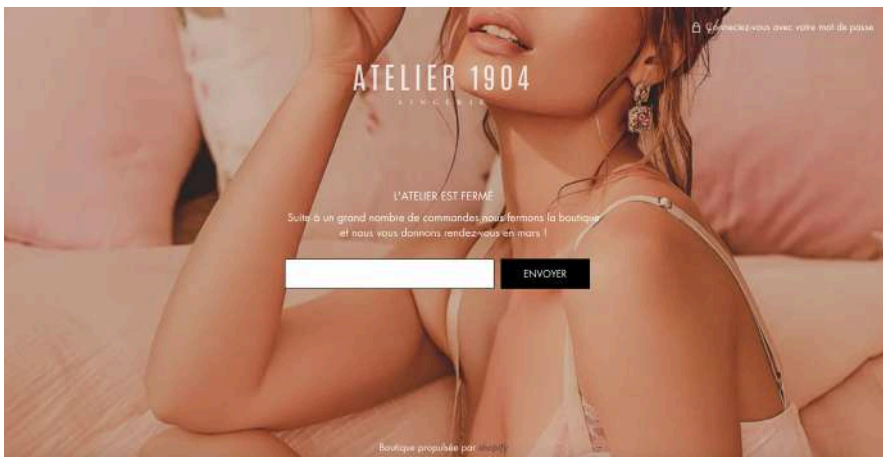 Connectez-vous avec votre mot de passe
ATELIER 1904
LINGERIE
L'ATELIER EST FERMÉ
Suite à un grand nombre de commandes nous fermons la boutique
et nous vous donnons rendez-vous en mars !
ENVOYER
Boutique propulsée par shopify